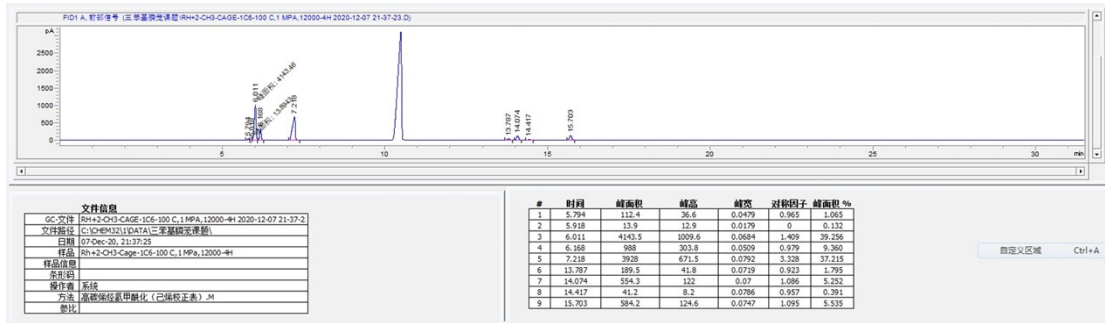 FID1 A, 前部信号 (三苯基膦笼课题\RH+2-CH3-CAGE-1C6-100 C,1 MPA,12000-4H 2020-12-07 21-37-23.D)
pA
2500
2000
1500
1000
500
0
5.794
6.011
峰面积: 4143.46
6.168
7.218
13.787
14.074
14.417
15.703
5
10
15
20
25
30
min
文件信息
GC-文件 RH+2-CH3-CAGE-1C6-100 C,1 MPA,12000-4H 2020-12-07 21-37-2
文件路径 C:\CHEM32\1\DATA\三苯基膦笼课题\
日期 07-Dec-20, 21:37:25
样品 Rh+2-CH3-Cage-1C6-100 C,1 MPa,12000-4H
样品信息
条形码
操作者 系统
方法 高碳烯烃氢甲酰化(己烯校正表).M
参比
# 时间 峰面积 峰高 峰宽 对称因子 峰面积 %
1 5.794 112.4 36.6 0.0479 0.965 1.065
2 5.918 13.9 12.9 0.0179 0 0.132
3 6.011 4143.5 1009.6 0.0684 1.409 39.256
4 6.168 988 303.8 0.0509 0.979 9.360
5 7.218 3928 671.5 0.0792 3.328 37.215
6 13.787 189.5 41.8 0.0719 0.923 1.795
7 14.074 554.3 122 0.07 1.086 5.252
8 14.417 41.2 8.2 0.0786 0.957 0.391
9 15.703 584.2 124.6 0.0747 1.095 5.535
自定义区域 Ctrl+A